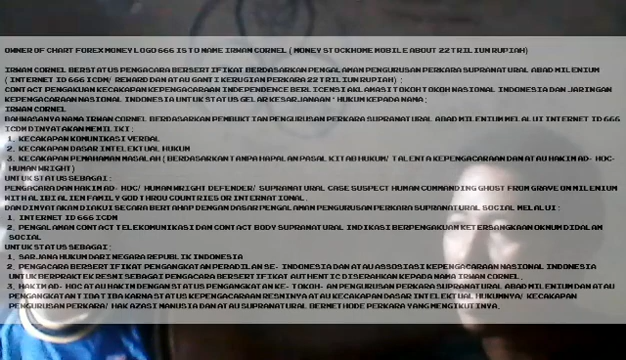 OWNER OF CHART FOREX MONEY LOGO 666 IS TO NAME IRWAN CORNEL ( MONEY STOCKHOME MOBILE ABOUT 22 TRILIUN RUPIAH)
IRWAN CORNEL BERSTATUS PENGACARA BERSERTIFIKAT BERDASARKAN PENGALAMAN PENGURUSAN PERKARA SUPRANATURAL ABAD MILENIUM
( INTERNET ID 666 ICDM/ REWARD DAN ATAU GANTI KERUGIAN PERKARA 22 TRILIUN RUPIAH) ;
CONTACT PENGAKUAN KECAKAPAN KEPENGACARAAN INDEPENDENCE BERLICENSI AKLAMASI TOKOH TOKOH NASIONAL INDONESIA DAN JARINGAN
KEPENGACARAAN NASIONAL INDONESIA UNTUK STATUS GELAR KESARJANAAN " HUKUM KEPADA NAMA;
IRWAN CORNEL
BAHWASANYA NAMA IRWAN CORNEL BERDASARKAN PEMBUKTIAN PENGURUSAN PERKARA SUPRANATURAL ABAD MILENIUM MELALUI INTERNET ID 666
ICDM DINYATAKAN MEMILIKI ;
1. KECAKAPAN KOMUNIKASI VERBAL
2. KECAKAPAN DASAR INTELEKTUAL HUKUM
3. KECAKAPAN PEMAHAMAN MASALAH ( BERDASARKAN TANPA HAPALAN PASAL KITAB HUKUM/ TALENTA KEPENGACARAAN DAN ATAU HAKIM AD- HOC-
HUMAN WRIGHT)
UNTUK STATUS SEBAGAI :
PENGACARA DAN HAKIM AD- HOC/ HUMAN WRIGHT DEFENDER/ SUPRANATURAL CASE SUSPECT HUMAN COMMANDING GHOST FROM GRAVE ON MILENIUM
WITH ALIBI ALIEN FAMILY GOD THROU COUNTRIES OR INTERNATIONAL.
DAN DINYATAKAN DIAKUI SECARA BERTAHAP DENGAN DASAR PENGALAMAN PENGURUSAN PERKARA SUPRANATURAL SOCIAL MELALUI :
1. INTERNET ID 666 ICDM
2. PENGALAMAN CONTACT TELEKOMUNIKASI DAN CONTACT BODY SUPRANATURAL INDIKASI BERPENGAKUAN KETERSANGKAAN OKNUM DIDALAM
SOCIAL
UNTUK STATUS SEBAGAI :
1. SARJANA HUKUM DARI NEGARA REPUBLIK INDONESIA
2. PENGACARA BERSERTIFIKAT PENGANGKATAN PERADILAN SE- INDONESIA DAN ATAU ASSOSIASI KEPENGACARAAN NASIONAL INDONESIA
UNTUK BERPRAKTEK RESMI SEBAGAI PENGACARA BERSERTIFIKAT AUTHENTIC DISERAHKAN KEPADA NAMA IRWAN CORNEL.
3. HAKIM AD- HOC ATAU HAKIM DENGAN STATUS PENGANGKATAN KE- TOKOH- AN PENGURUSAN PERKARA SUPRANATURAL ABAD MILENIUM DAN ATAU
PENGANGKATAN TIBA TIBA KARNA STATUS KEPENGACARAAN RESMINYA ATAU KECAKAPAN DASAR INTELEKTUAL HUKUMNYA/ KECAKAPAN
PENGURUSAN PERKARA/ HAK AZASI MANUSIA DAN ATAU SUPRANATURAL BERMETHODE PERKARA YANG MENGIKUTINYA.